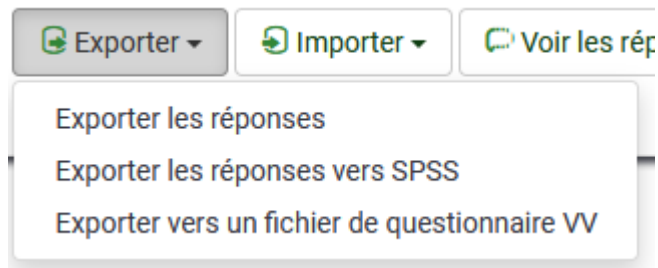 Exporter Importer Voir les rép
Exporter les réponses
Exporter les réponses vers SPSS
Exporter vers un fichier de questionnaire VV